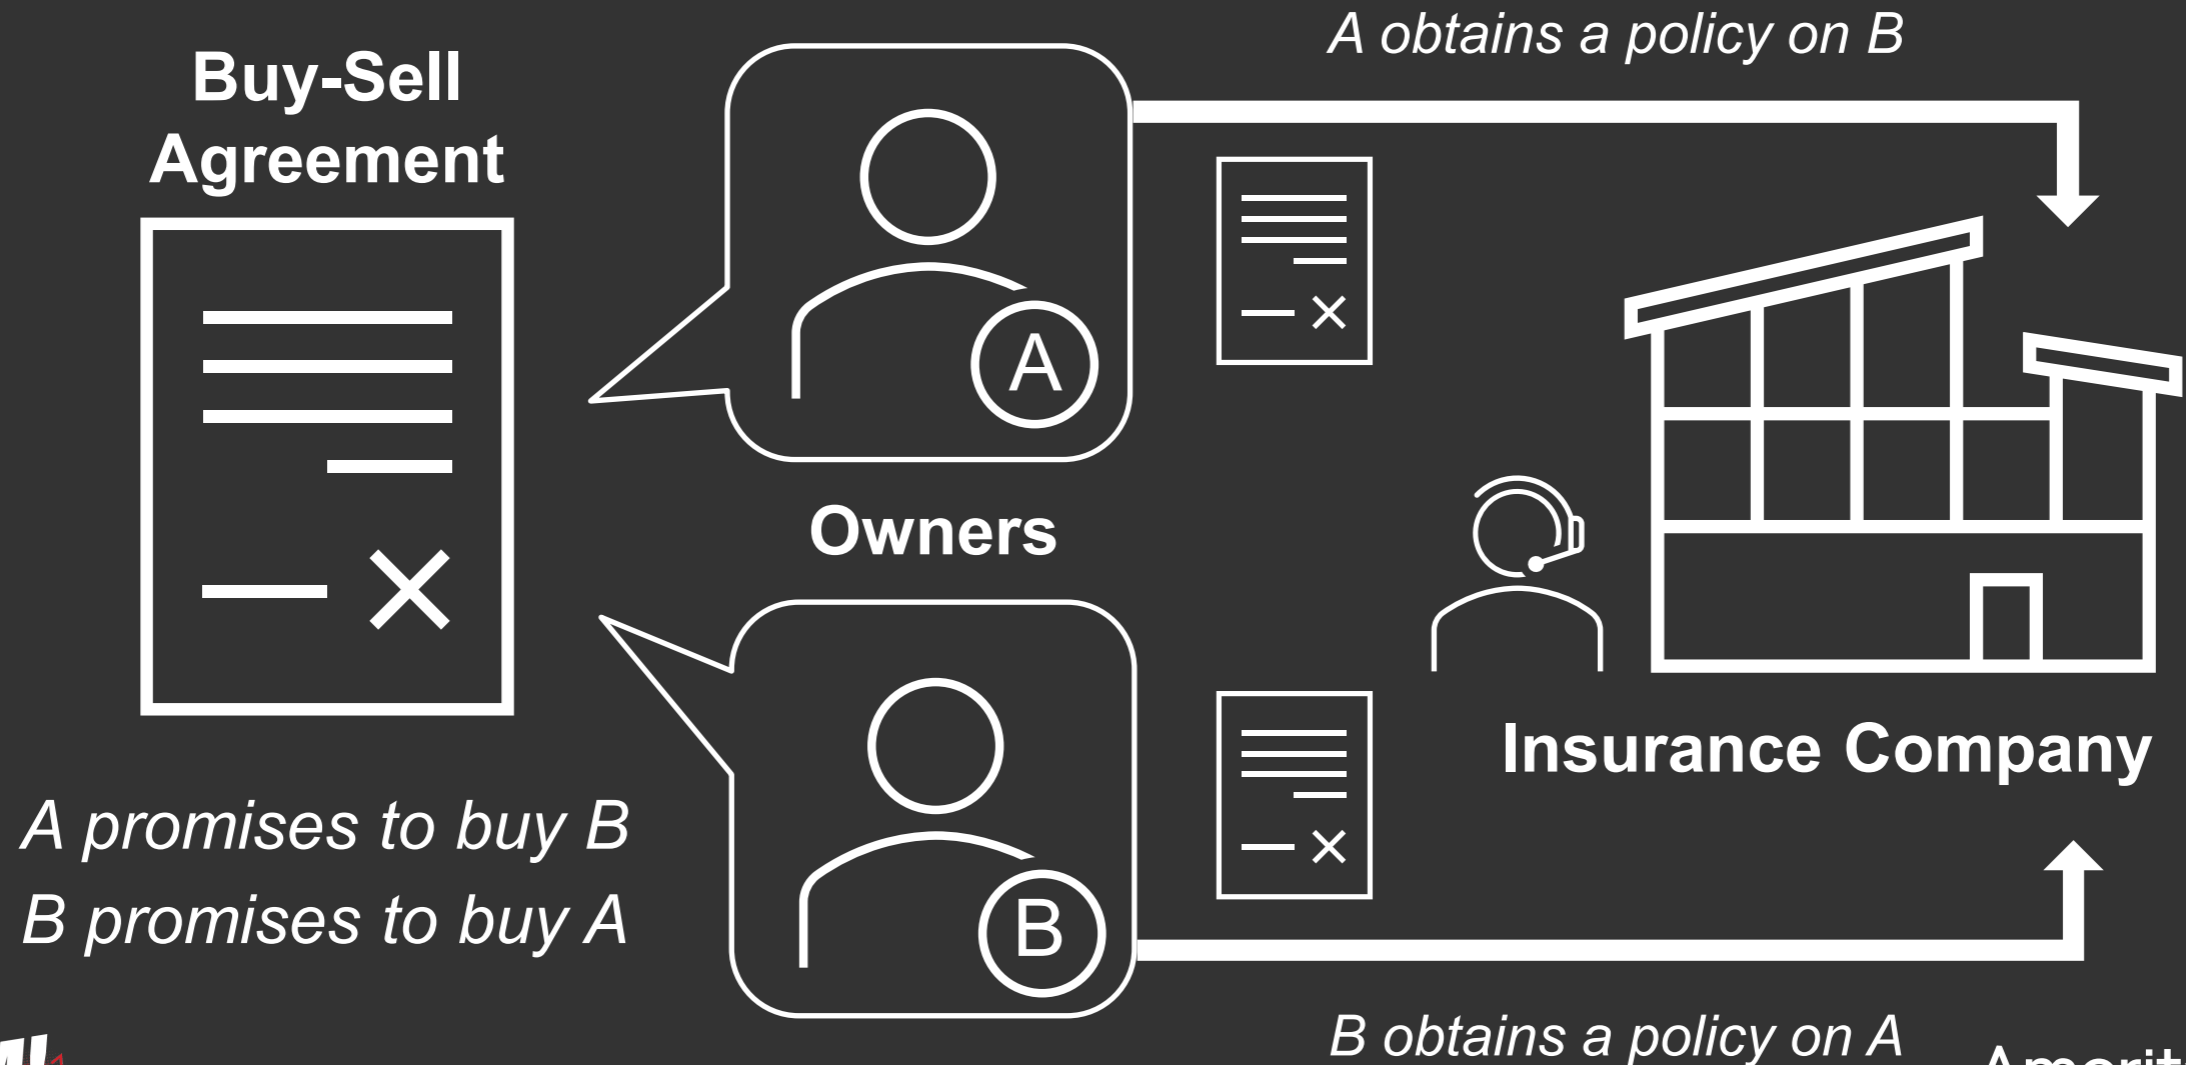 A obtains a policy on B
Buy-Sell
Agreement
A
Owners
Insurance Company
A promises to buy B
B promises to buy A
B
B obtains a policy on A